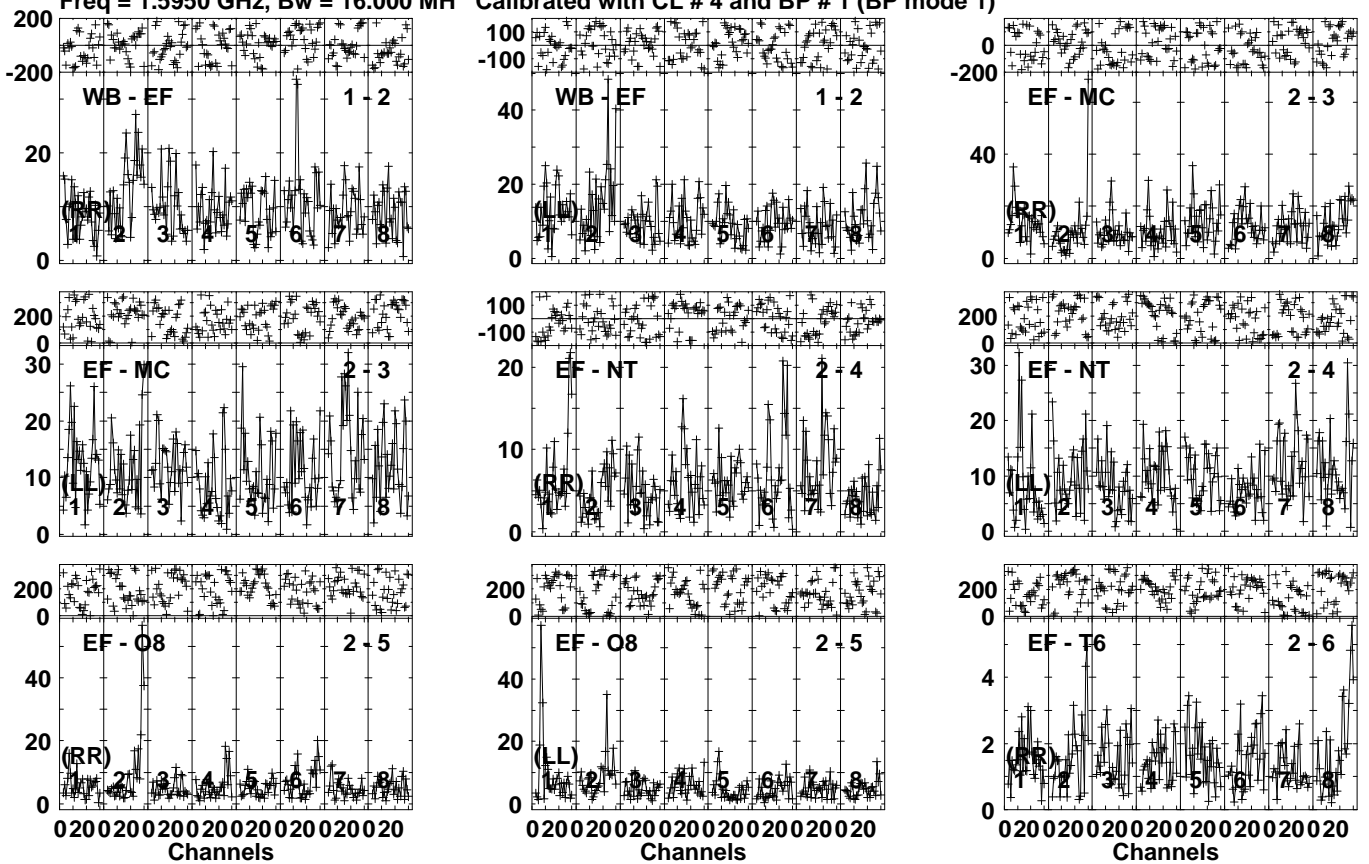 Freq = 1.5950 GHz, Bw = 16.000 MH Calibrated with CL # 4 and BP # 1 (BP mode 1)
200
-200
WB - EF 1 - 2
20
0
(RR)
1 2 3 4 5 6 7 8
100
-100
WB - EF 1 - 2
40
20
0
(LL)
1 2 3 4 5 6 7 8
0
-200
EF - MC 2 - 3
40
0
(RR)
1 2 3 4 5 6 7 8
200
0
EF - MC 2 - 3
30
20
10
0
(LL)
1 2 3 4 5 6 7 8
100
-100
EF - NT 2 - 4
20
10
0
(RR)
1 2 3 4 5 6 7 8
200
0
EF - NT 2 - 4
30
20
10
0
(LL)
1 2 3 4 5 6 7 8
200
0
EF - O8 2 - 5
40
20
0
(RR)
1 2 3 4 5 6 7 8
200
0
EF - O8 2 - 5
40
20
0
(LL)
1 2 3 4 5 6 7 8
200
0
EF - T6 2 - 6
4
2
0
(RR)
1 2 3 4 5 6 7 8
0 20 0 20 0 20 0 20 0 20 0 20 0 20 0 20
Channels
0 20 0 20 0 20 0 20 0 20 0 20 0 20 0 20
Channels
0 20 0 20 0 20 0 20 0 20 0 20 0 20 0 20
Channels